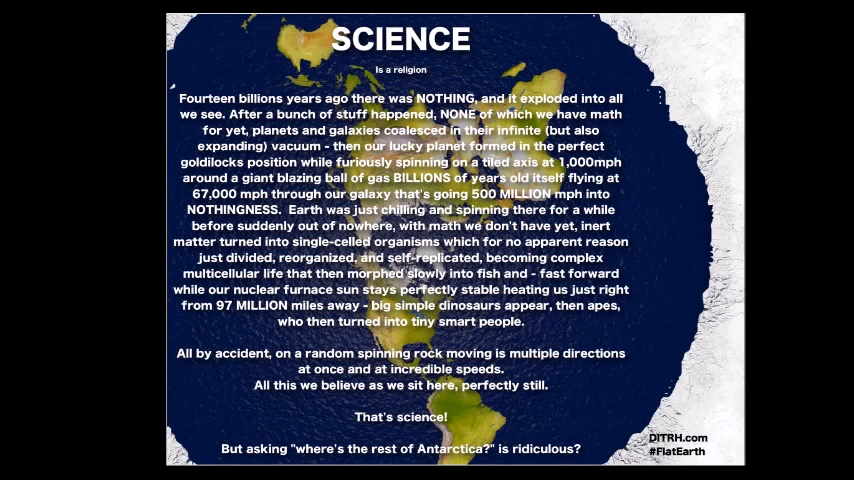 SCIENCE
Is a religion
Fourteen billions years ago there was NOTHING, and it exploded into all
we see. After a bunch of stuff happened, NONE of which we have math
for yet, planets and galaxies coalesced in their infinite (but also
expanding) vacuum - then our lucky planet formed in the perfect
goldilocks position while furiously spinning on a tiled axis at 1,000mph
around a giant blazing ball of gas BILLIONS of years old itself flying at
67,000 mph through our galaxy that's going 500 MILLION mph into
NOTHINGNESS. Earth was just chilling and spinning there for a while
before suddenly out of nowhere, with math we don't have yet, inert
matter turned into single-celled organisms which for no apparent reason
just divided, reorganized, and self-replicated, becoming complex
multicellular life that then morphed slowly into fish and - fast forward
while our nuclear furnace sun stays perfectly stable heating us just right
from 97 MILLION miles away - big simple dinosaurs appear, then apes,
who then turned into tiny smart people.
All by accident, on a random spinning rock moving is multiple directions
at once and at incredible speeds.
All this we believe as we sit here, perfectly still.
That's science!
But asking "where's the rest of Antarctica?" is ridiculous?
DITRH.com
#FlatEarth